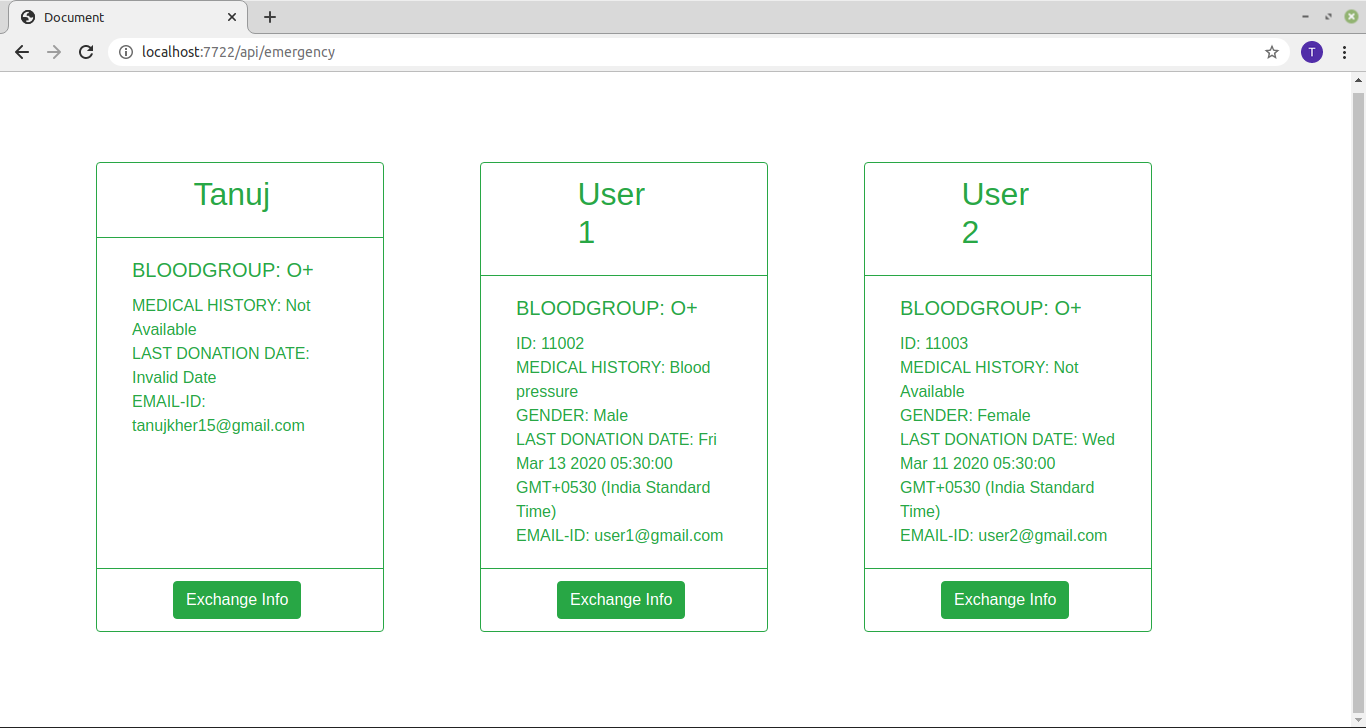 Document
localhost:7722/api/emergency
T
Tanuj
BLOODGROUP: O+
MEDICAL HISTORY: Not
Available
LAST DONATION DATE:
Invalid Date
EMAIL-ID:
tanujkher15@gmail.com
Exchange Info
User
1
BLOODGROUP: O+
ID: 11002
MEDICAL HISTORY: Blood
pressure
GENDER: Male
LAST DONATION DATE: Fri
Mar 13 2020 05:30:00
GMT+0530 (India Standard
Time)
EMAIL-ID: user1@gmail.com
Exchange Info
User
2
BLOODGROUP: O+
ID: 11003
MEDICAL HISTORY: Not
Available
GENDER: Female
LAST DONATION DATE: Wed
Mar 11 2020 05:30:00
GMT+0530 (India Standard
Time)
EMAIL-ID: user2@gmail.com
Exchange Info